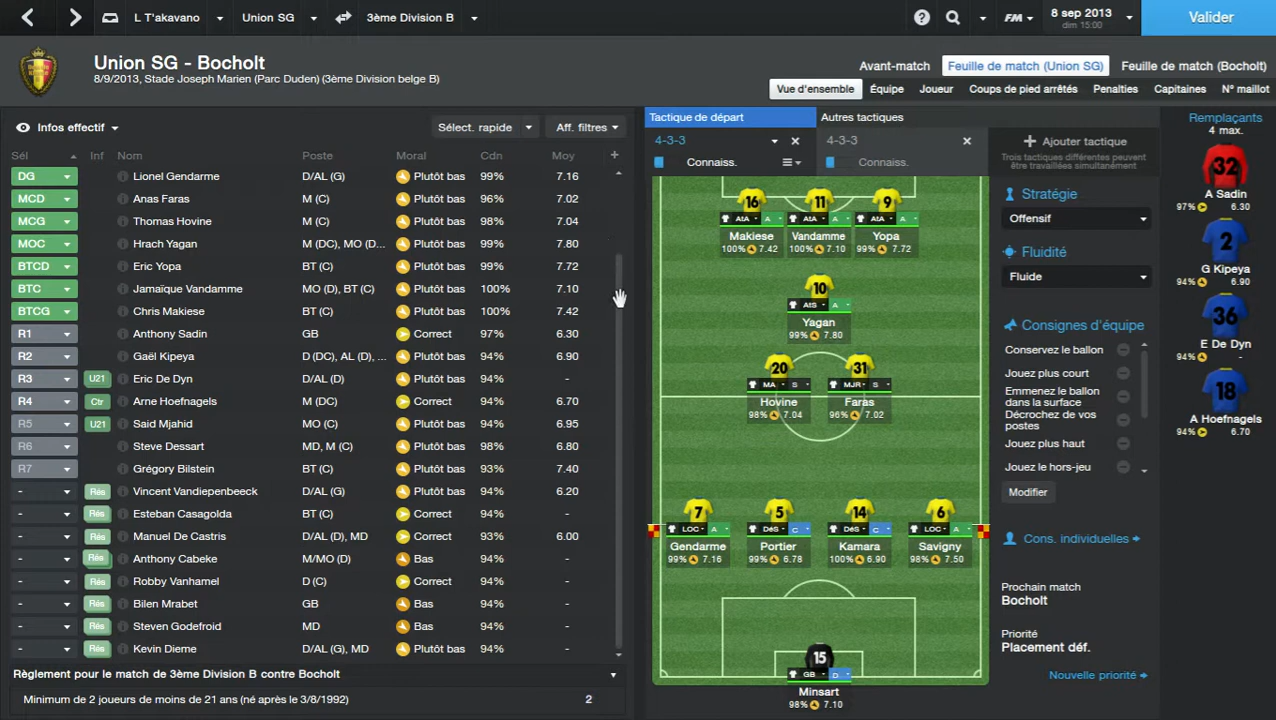 L T'akavano
Union SG
3ème Division B
FM
8 sep 2013
dim 15:00
Valider
Union SG - Bocholt
8/9/2013, Stade Joseph Marien (Parc Duden) (3ème Division belge B)
Avant-match
Feuille de match (Union SG)
Feuille de match (Bocholt)
Vue d'ensemble
Équipe
Joueur
Coups de pied arrêtés
Penalties
Capitaines
N° maillot
Infos effectif
Sélect. rapide
Aff. filtres
Sél Inf Nom Poste Moral Cdn Moy
DG Lionel Gendarme D/AL (G) Plutôt bas 99% 7.16
MCD Anas Faras M (C) Plutôt bas 96% 7.02
MCG Thomas Hovine M (C) Plutôt bas 98% 7.04
MOC Hrach Yagan M (DC), MO (D... Plutôt bas 99% 7.80
BTCD Eric Yopa BT (C) Plutôt bas 99% 7.72
BTC Jamaïque Vandamme MO (D), BT (C) Plutôt bas 100% 7.10
BTCG Chris Makiese BT (C) Plutôt bas 100% 7.42
R1 Anthony Sadin GB Correct 97% 6.30
R2 Gaël Kipeya D (DC), AL (D), ... Plutôt bas 94% 6.90
R3 U21 Eric De Dyn D/AL (D) Plutôt bas 94% -
R4 Ctr Arne Hoefnagels M (DC) Correct 94% 6.70
R5 U21 Said Mjahid MO (C) Plutôt bas 94% 6.95
R6 Steve Dessart MD, M (C) Plutôt bas 98% 6.80
R7 Grégory Bilstein BT (C) Plutôt bas 93% 7.40
- Rés Vincent Vandiepenbeeck D/AL (G) Plutôt bas 94% 6.20
- Rés Esteban Casagolda BT (C) Correct 94% -
- Rés Manuel De Castris D/AL (D), MD Correct 93% 6.00
- Rés Anthony Cabeke M/MO (D) Bas 94% -
- Rés Robby Vanhamel D (C) Correct 94% -
- Rés Bilen Mrabet GB Bas 94% -
- Rés Steven Godefroid MD Bas 94% -
- Rés Kevin Dieme D/AL (G), MD Plutôt bas 94% -
Règlement pour le match de 3ème Division B contre Bocholt
Minimum de 2 joueurs de moins de 21 ans (né après le 3/8/1992) 2
Tactique de départ
Autres tactiques
4-3-3
4-3-3
Connaiss.
Connaiss.
Ajouter tactique
Trois tactiques différentes peuvent
être travaillées simultanément
16 11 9
AtA A AtA A AtA A
Makiese Vandamme Yopa
100% 7.42 100% 7.10 99% 7.72
10
AtS A
Yagan
99% 7.80
20 31
MA S MJR S
Hovine Faras
98% 7.04 96% 7.02
7 5 14 6
LOC A DéS C DéS C LOC A
Gendarme Portier Kamara Savigny
99% 7.16 99% 6.78 100% 6.90 98% 7.50
15
GB D
Minsart
98% 7.10
Stratégie
Offensif
Fluidité
Fluide
Consignes d'équipe
Conservez le ballon
Jouez plus court
Emmenez le ballon
dans la surface
Décrochez de vos
postes
Jouez plus haut
Jouez le hors-jeu
Modifier
Cons. individuelles
Prochain match
Bocholt
Priorité
Placement déf.
Nouvelle priorité
Remplaçants
4 max.
32
A Sadin
97% 6.30
2
G Kipeya
94% 6.90
36
E De Dyn
94% -
18
A Hoefnagels
94% 6.70